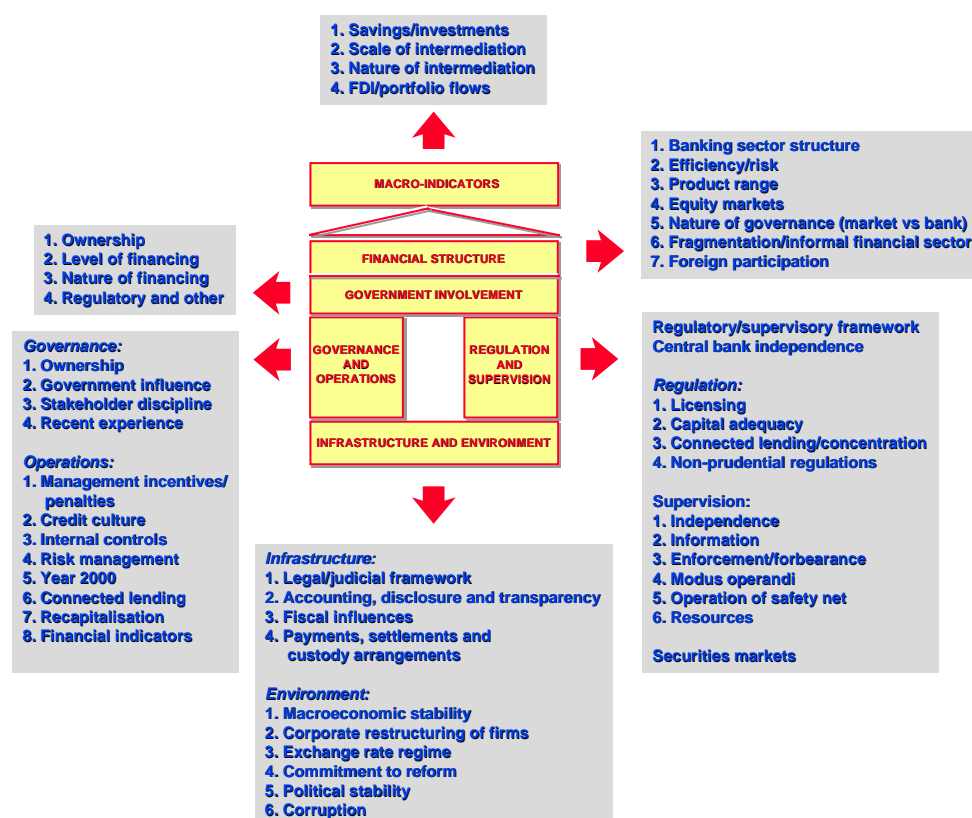 1. Savings/investments
2. Scale of intermediation
3. Nature of intermediation
4. FDI/portfolio flows
MACRO-INDICATORS
1. Banking sector structure
2. Efficiency/risk
3. Product range
4. Equity markets
5. Nature of governance (market vs bank)
6. Fragmentation/informal financial sector
7. Foreign participation
1. Ownership
2. Level of financing
3. Nature of financing
4. Regulatory and other
FINANCIAL STRUCTURE
GOVERNMENT INVOLVEMENT
GOVERNANCE
AND
OPERATIONS
REGULATION
AND
SUPERVISION
INFRASTRUCTURE AND ENVIRONMENT
Governance:
1. Ownership
2. Government influence
3. Stakeholder discipline
4. Recent experience
Operations:
1. Management incentives/
penalties
2. Credit culture
3. Internal controls
4. Risk management
5. Year 2000
6. Connected lending
7. Recapitalisation
8. Financial indicators
Regulatory/supervisory framework
Central bank independence
Regulation:
1. Licensing
2. Capital adequacy
3. Connected lending/concentration
4. Non-prudential regulations
Supervision:
1. Independence
2. Information
3. Enforcement/forbearance
4. Modus operandi
5. Operation of safety net
6. Resources
Securities markets
Infrastructure:
1. Legal/judicial framework
2. Accounting, disclosure and transparency
3. Fiscal influences
4. Payments, settlements and
custody arrangements
Environment:
1. Macroeconomic stability
2. Corporate restructuring of firms
3. Exchange rate regime
4. Commitment to reform
5. Political stability
6. Corruption